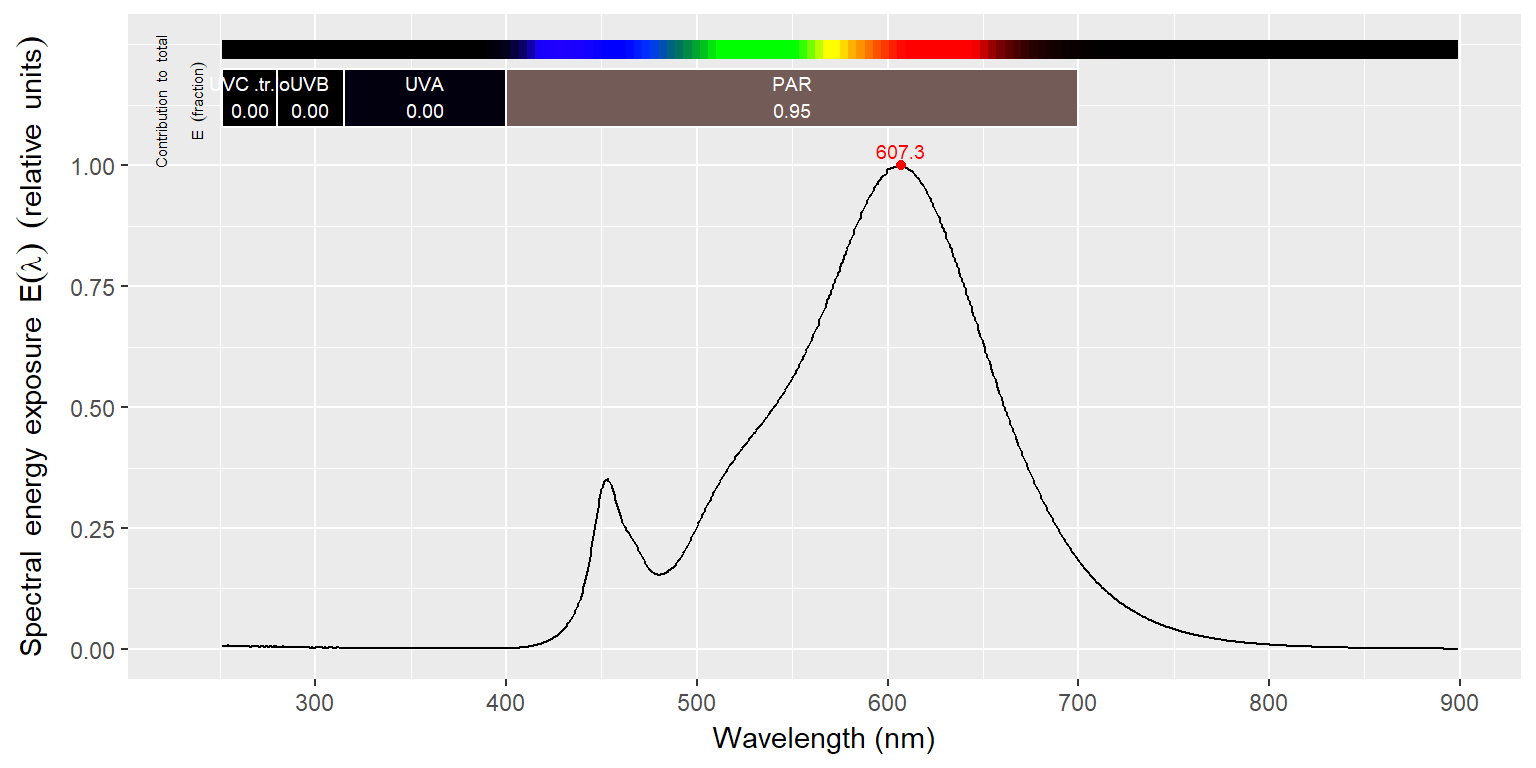 Contribution to total
E (fraction)
UVC .tr.lo UVB UVA PAR
0.00 0.00 0.00 0.95
607.3
1.00
0.75
0.50
0.25
0.00
Spectral energy exposure E(λ) (relative units)
300 400 500 600 700 800 900
Wavelength (nm)